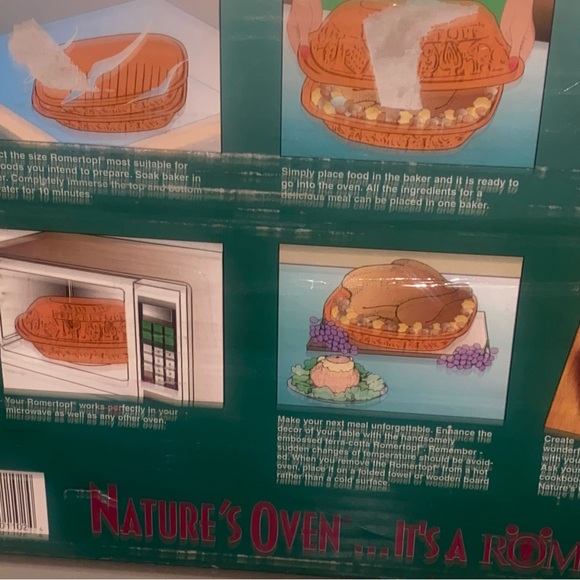 ct the size Romertopf® most suitable for
oods you intend to prepare. Soak baker in
r. Completely immerse the top and bottom
ater for 10 minutes.
Simply place food in the baker and it is ready to
go into the oven. All the ingredients for a
delicious meal can be placed in one baker.
Your Romertopf® works perfectly in your
microwave as well as any other oven.
Make your next meal unforgettable. Enhance the
decor of your table with the handsomely
embossed terra-cotta Romertopf®. Remember -
sudden changes of temperature should be avoid-
ed. When you remove the Romertopf® from a hot
oven, place it on a folded towel or wooden board
rather than a cold surface.
Create
wonderf
with you
Ask you
cookboo
Nature's
NATURE'S OVEN ... IT'S A ROM